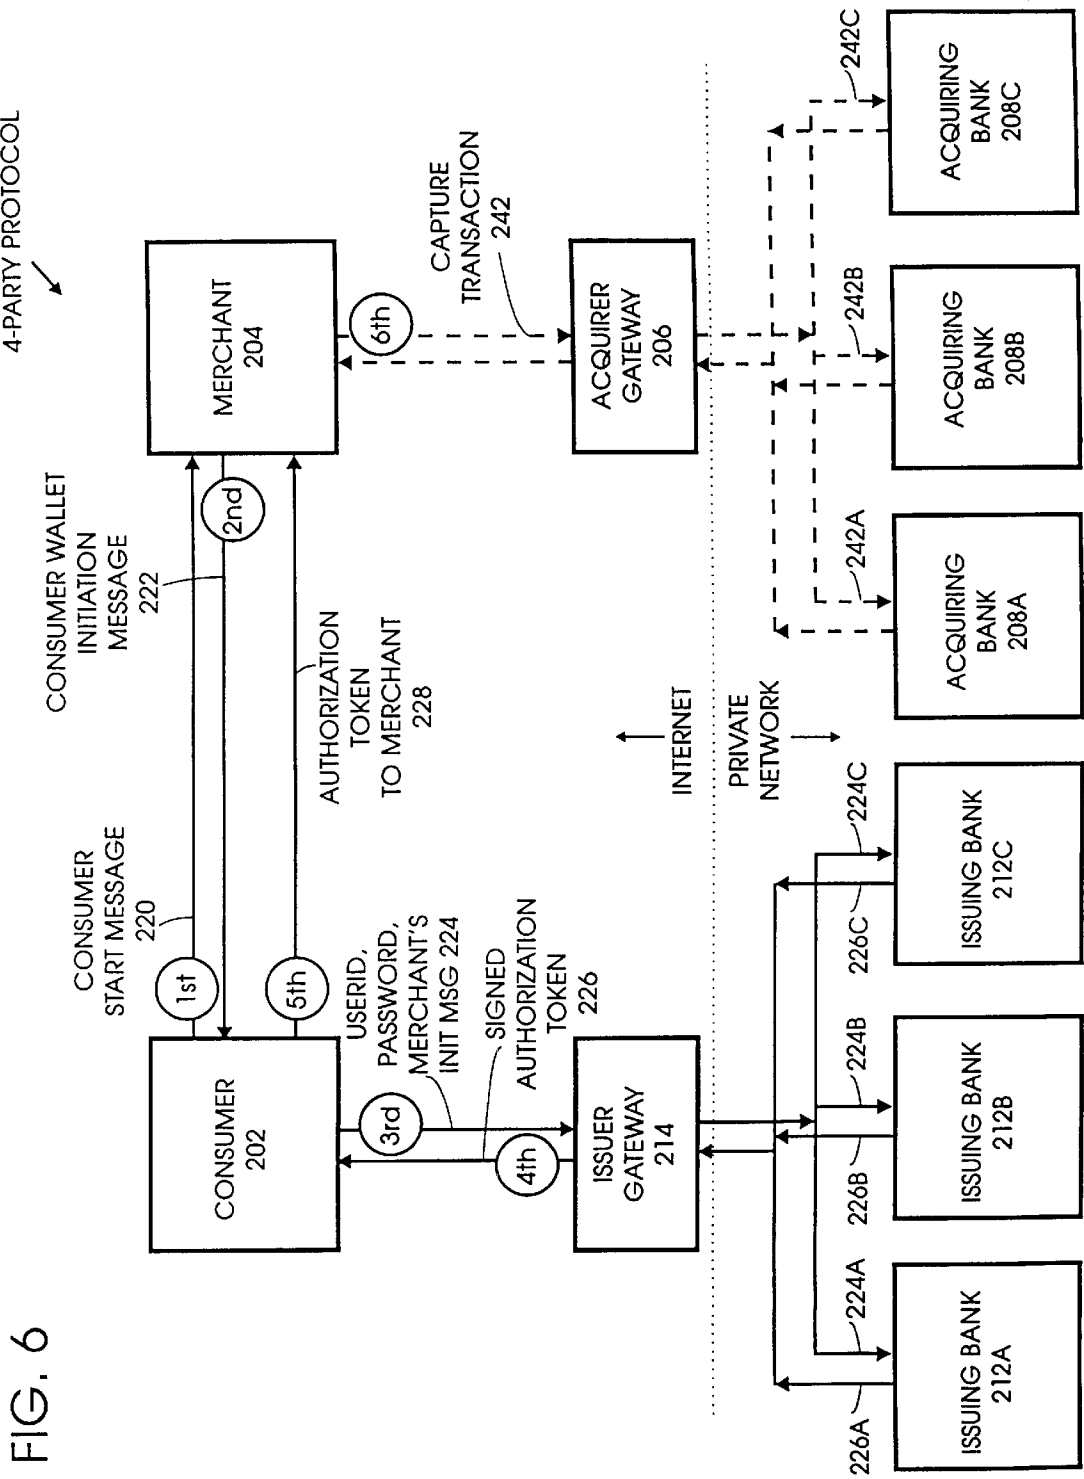 FIG. 6
4-PARTY PROTOCOL
CONSUMER
START MESSAGE
220
CONSUMER WALLET
INITIATION
MESSAGE
222
1st
2nd
5th
CONSUMER
202
MERCHANT
204
AUTHORIZATION
TOKEN
TO MERCHANT
228
3rd
USERID,
PASSWORD,
MERCHANT'S
INIT MSG 224
4th
SIGNED
AUTHORIZATION
TOKEN
226
6th
CAPTURE
TRANSACTION
242
ISSUER
GATEWAY
214
ACQUIRER
GATEWAY
206
INTERNET
PRIVATE
NETWORK
226A
224A
226B
224B
226C
224C
242A
242B
242C
ISSUING BANK
212A
ISSUING BANK
212B
ISSUING BANK
212C
ACQUIRING
BANK
208A
ACQUIRING
BANK
208B
ACQUIRING
BANK
208C